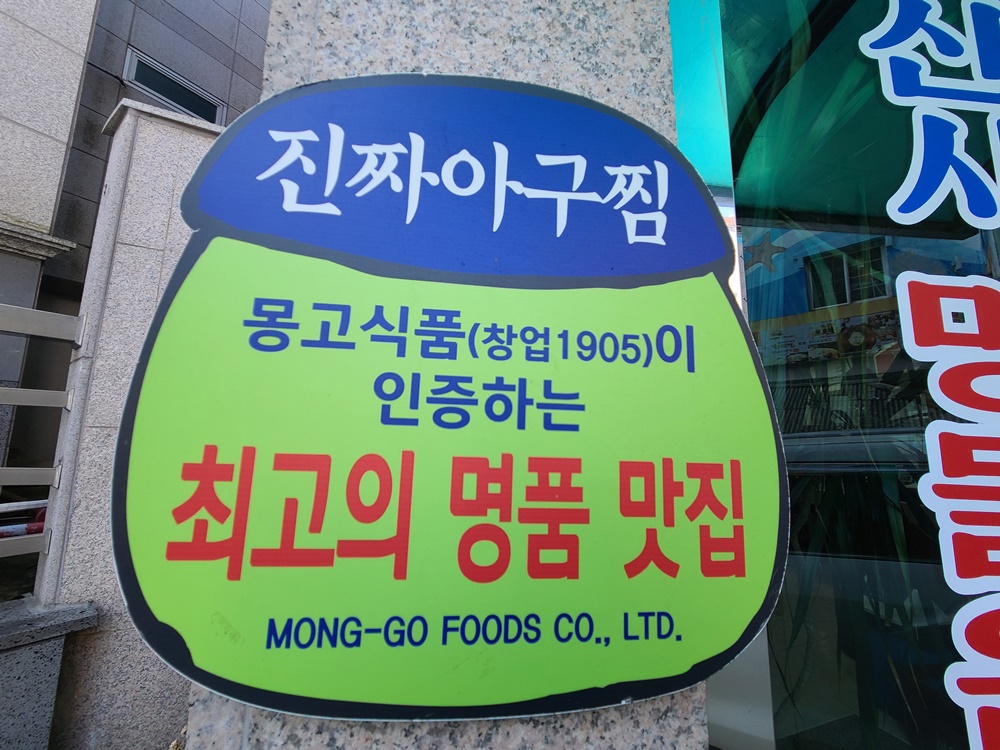 진짜아구찜
몽고식품(창업1905)이
인증하는
최고의 명품 맛집
MONG-GO FOODS CO., LTD.